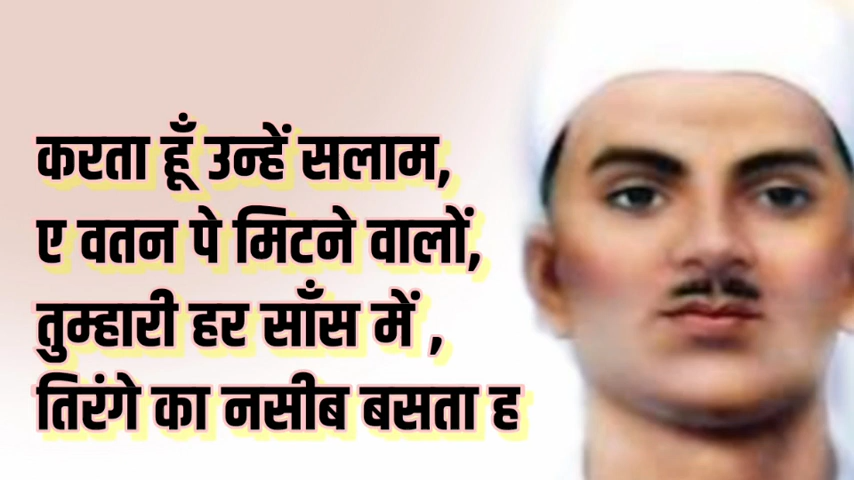 करता हूँ उन्हें सलाम,
ए वतन पे मिटने वालों,
तुम्हारी हर साँस में ,
तिरंगे का नसीब बसता ह